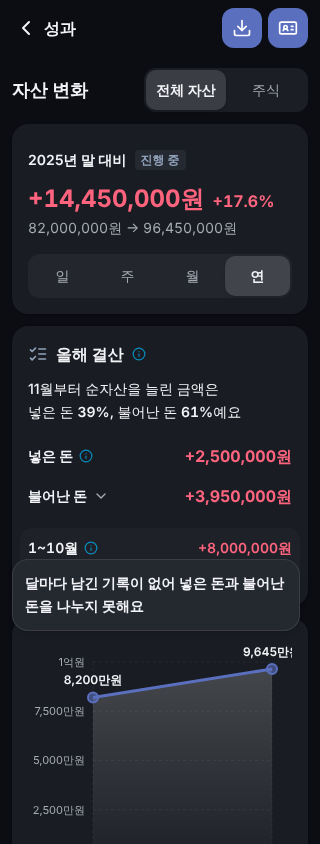 성과
자산 변화
전체 자산
주식
2025년 말 대비
진행 중
+14,450,000원 +17.6%
82,000,000원 → 96,450,000원
일
주
월
연
올해 결산
11월부터 순자산을 늘린 금액은
넣은 돈 39%, 불어난 돈 61%예요
넣은 돈
+2,500,000원
불어난 돈
+3,950,000원
1~10월
+8,000,000원
달마다 남긴 기록이 없어 넣은 돈과 불어난
돈을 나누지 못해요
9,645만
1억원
8,200만원
7,500만원
5,000만원
2,500만원